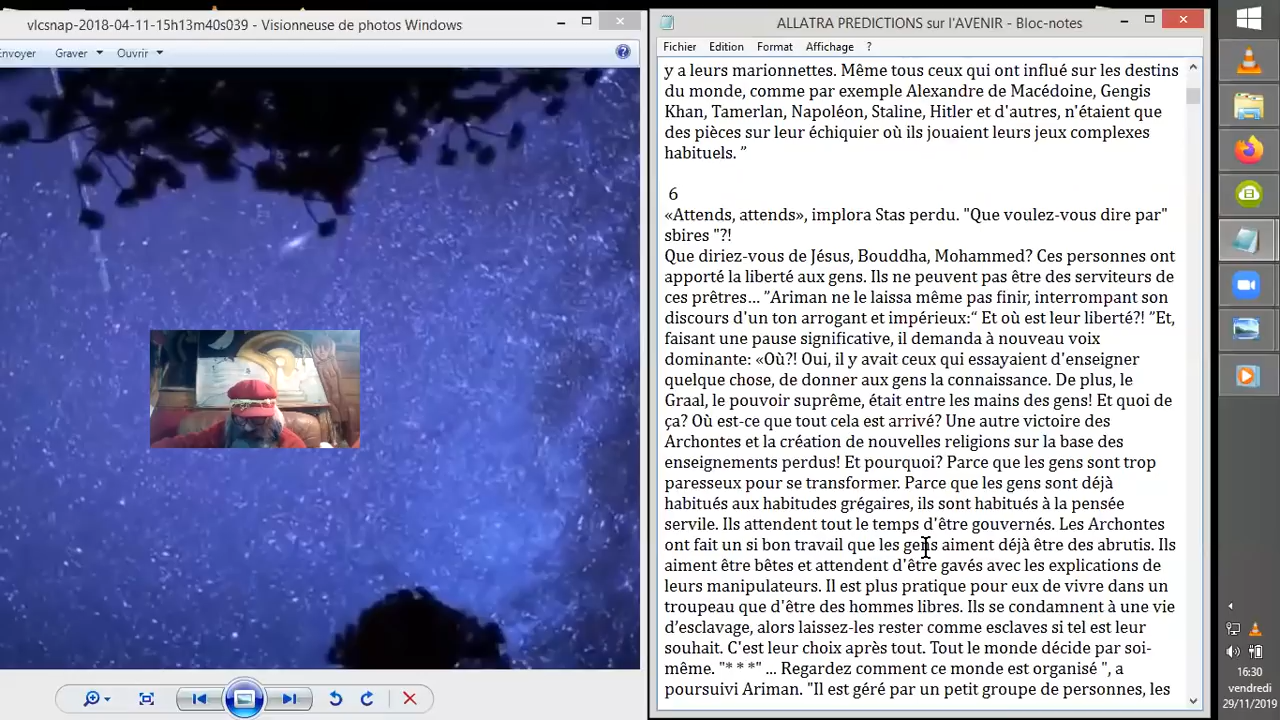 vlcsnap-2018-04-11-15h13m40s039 - Visionneuse de photos Windows
Envoyer Graver Ouvrir
ALLATRA PREDICTIONS sur l'AVENIR - Bloc-notes
Fichier Edition Format Affichage ?
y a leurs marionnettes. Même tous ceux qui ont influé sur les destins
du monde, comme par exemple Alexandre de Macédoine, Gengis
Khan, Tamerlan, Napoléon, Staline, Hitler et d'autres, n'étaient que
des pièces sur leur échiquier où ils jouaient leurs jeux complexes
habituels. ”
6
«Attends, attends», implora Stas perdu. "Que voulez-vous dire par"
sbires "?!
Que diriez-vous de Jésus, Bouddha, Mohammed? Ces personnes ont
apporté la liberté aux gens. Ils ne peuvent pas être des serviteurs de
ces prêtres... ”Ariman ne le laissa même pas finir, interrompant son
discours d'un ton arrogant et impérieux:“ Et où est leur liberté?! ”Et,
faisant une pause significative, il demanda à nouveau voix
dominante: «Où?! Oui, il y avait ceux qui essayaient d'enseigner
quelque chose, de donner aux gens la connaissance. De plus, le
Graal, le pouvoir suprême, était entre les mains des gens! Et quoi de
ça? Où est-ce que tout cela est arrivé? Une autre victoire des
Archontes et la création de nouvelles religions sur la base des
enseignements perdus! Et pourquoi? Parce que les gens sont trop
paresseux pour se transformer. Parce que les gens sont déjà
habitués aux habitudes grégaires, ils sont habitués à la pensée
servile. Ils attendent tout le temps d'être gouvernés. Les Archontes
ont fait un si bon travail que les gens aiment déjà être des abrutis. Ils
aiment être bêtes et attendent d'être gavés avec les explications de
leurs manipulateurs. Il est plus pratique pour eux de vivre dans un
troupeau que d'être des hommes libres. Ils se condamnent à une vie
d’esclavage, alors laissez-les rester comme esclaves si tel est leur
souhait. C'est leur choix après tout. Tout le monde décide par soi-
même. "* * *" ... Regardez comment ce monde est organisé ", a
poursuivi Ariman. "Il est géré par un petit groupe de personnes, les
16:30
vendredi
29/11/2019